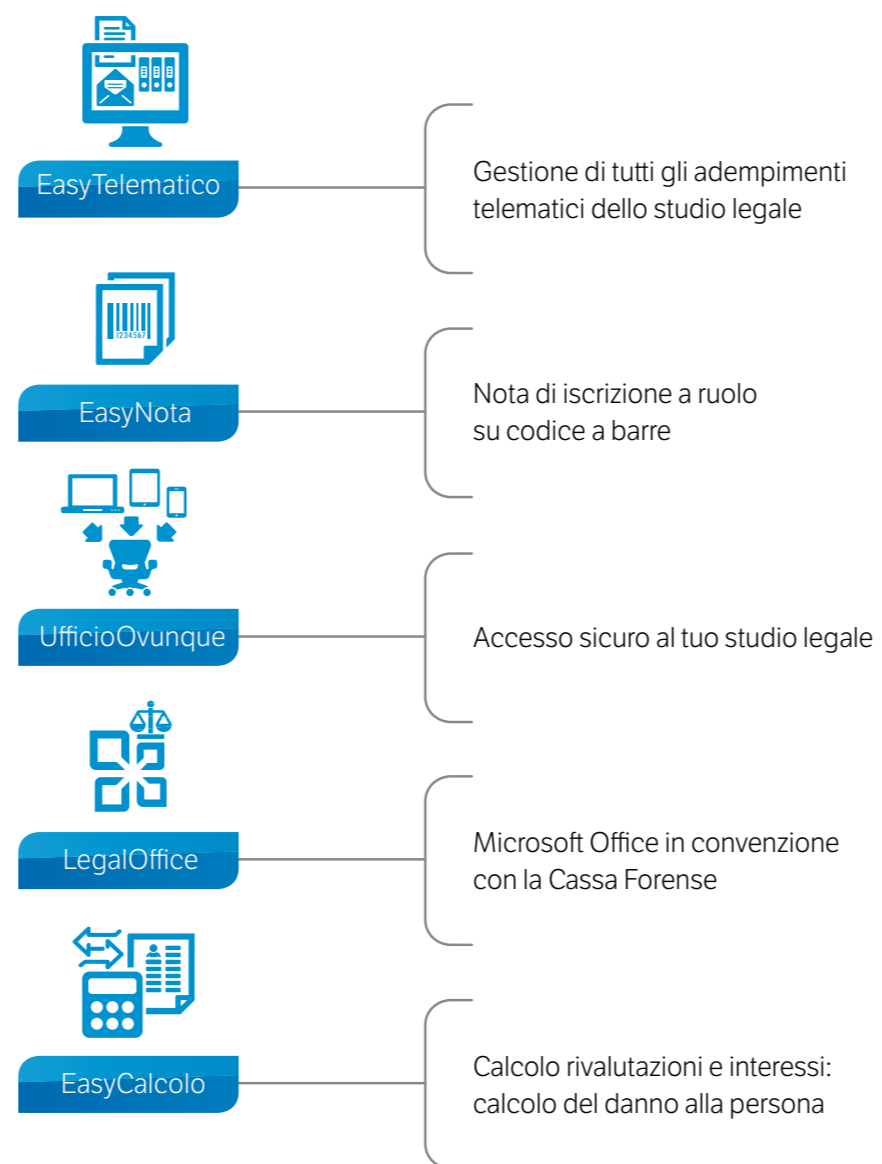 EasyTelematico
Gestione di tutti gli adempimenti
telematici dello studio legale
1234567
EasyNota
Nota di iscrizione a ruolo
su codice a barre
UfficioOvunque
Accesso sicuro al tuo studio legale
LegalOffice
Microsoft Office in convenzione
con la Cassa Forense
EasyCalcolo
Calcolo rivalutazioni e interessi:
calcolo del danno alla persona